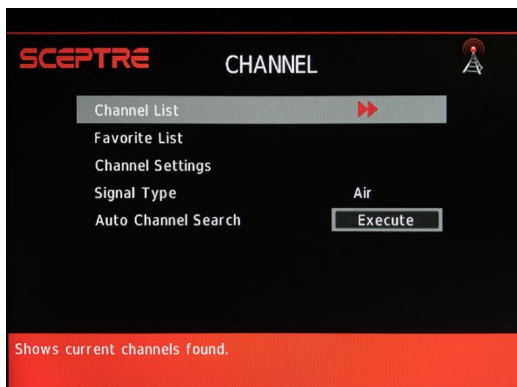 SCEPTRE CHANNEL
Channel List
Favorite List
Channel Settings
Signal Type Air
Auto Channel Search Execute
Shows current channels found.